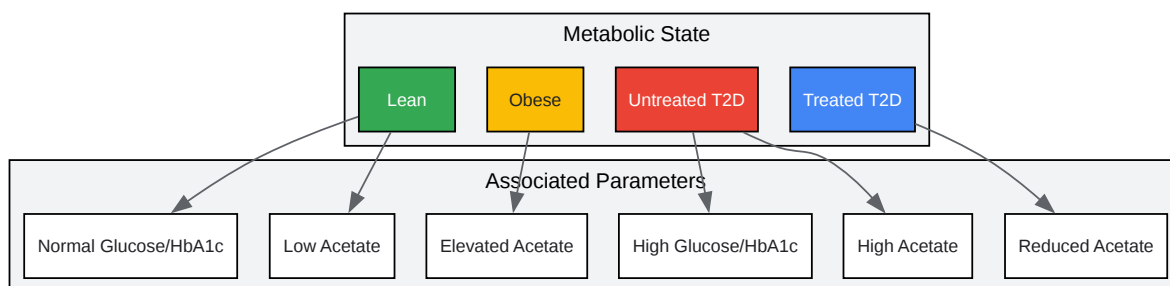 Metabolic State
Lean
Obese
Untreated T2D
Treated T2D
Associated Parameters
Normal Glucose/HbA1c
Low Acetate
Elevated Acetate
High Glucose/HbA1c
High Acetate
Reduced Acetate